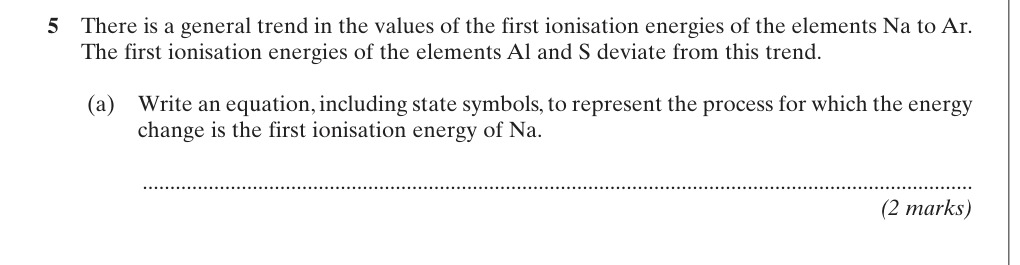 5 There is a general trend in the values of the first ionisation energies of the elements Na to Ar.
The first ionisation energies of the elements Al and S deviate from this trend.
(a) Write an equation, including state symbols, to represent the process for which the energy
change is the first ionisation energy of Na.
(2 marks)